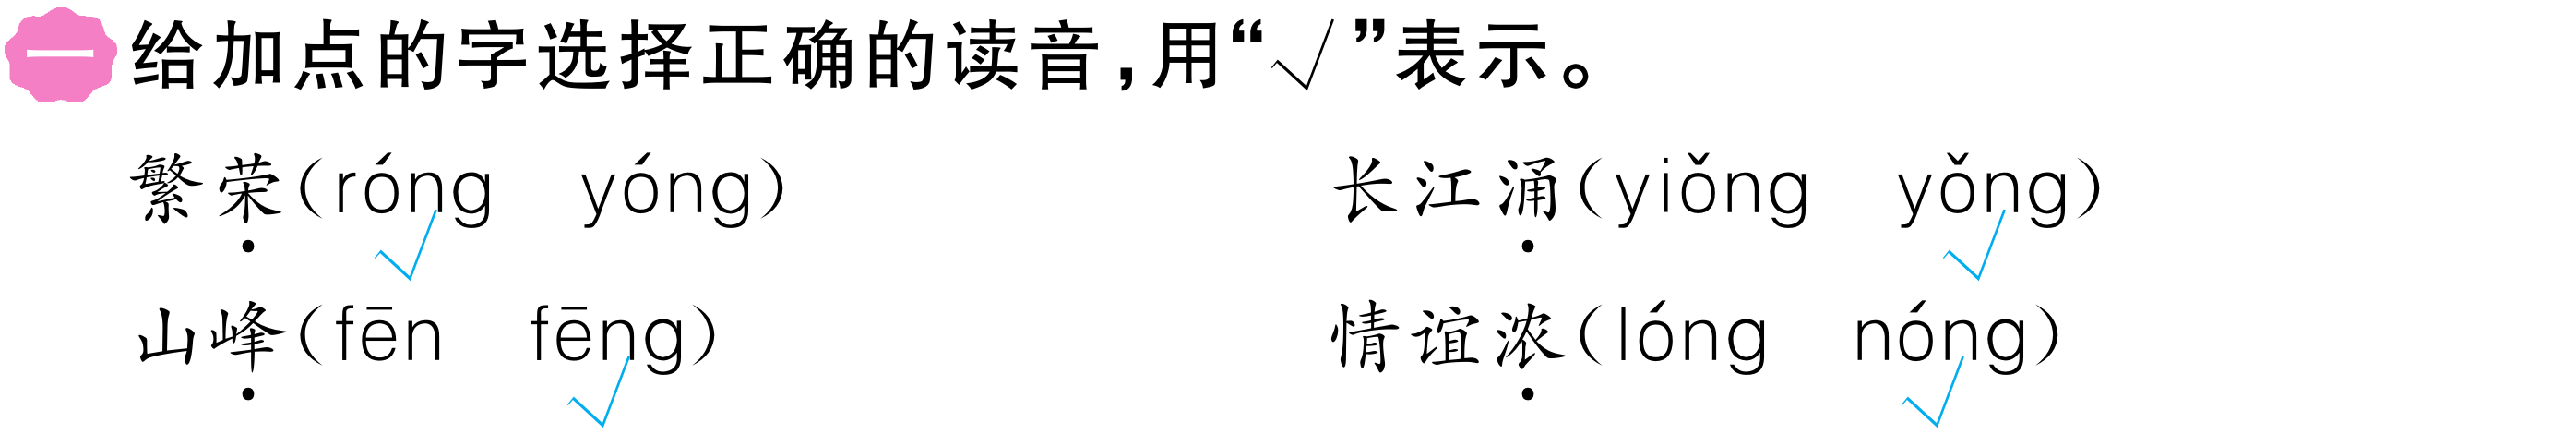 一 给加点的字选择正确的读音,用“√”表示。
繁荣(róng yóng) 长江涌(yiǒng yǒng)
山峰(fēn fēng) 情谊浓(lóng nóng)